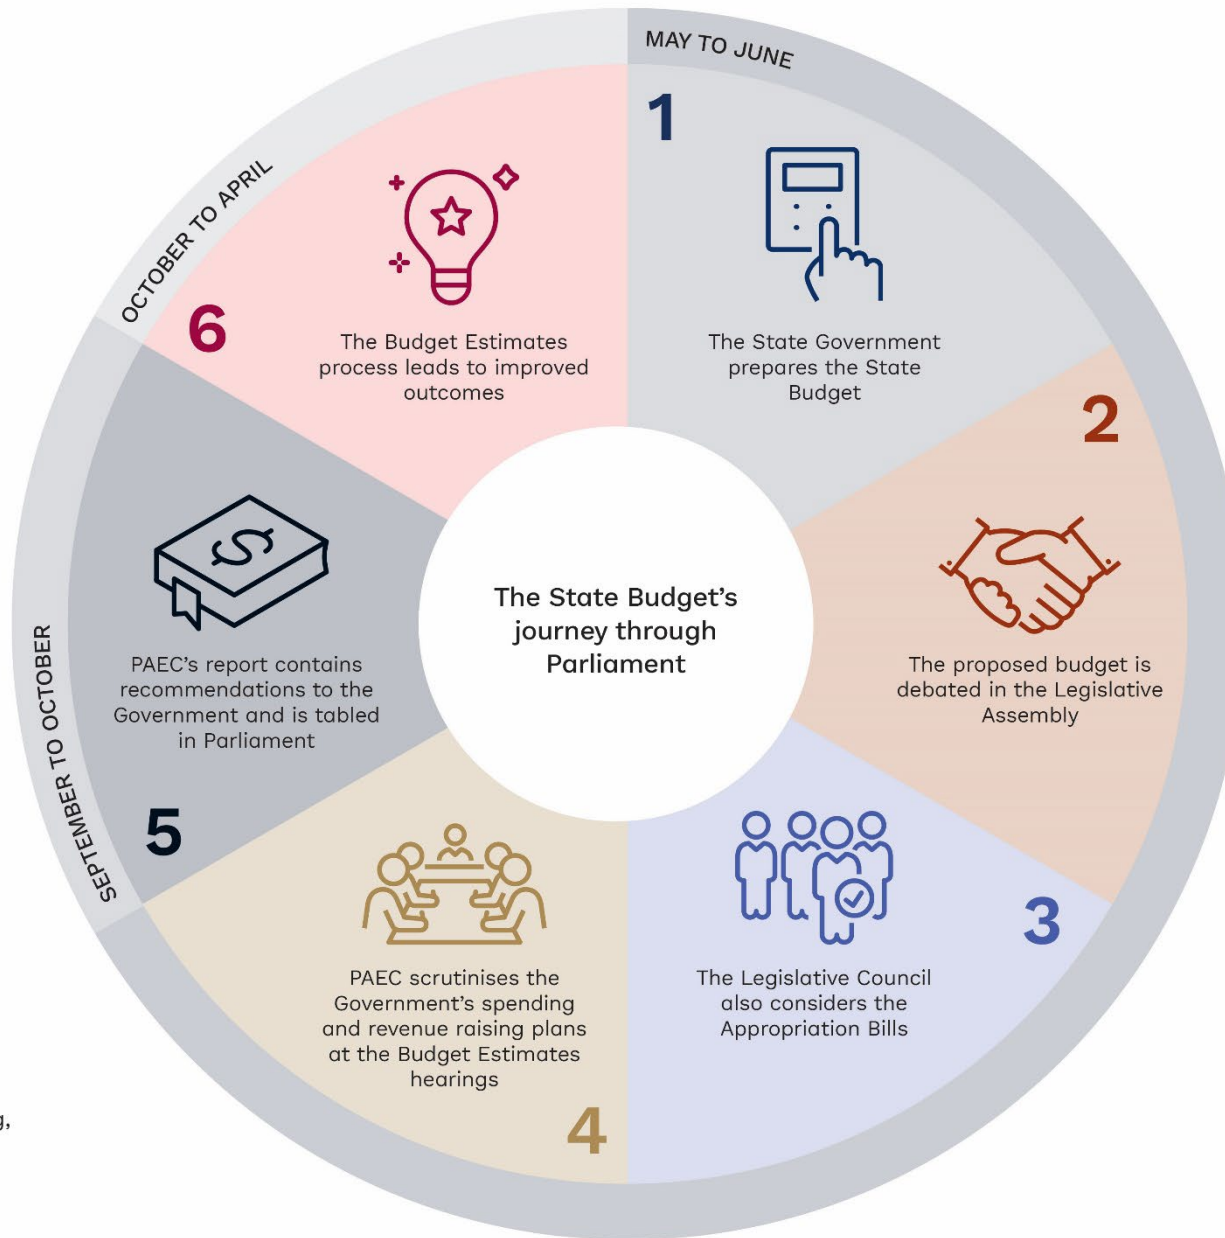 MAY TO JUNE
1
The State Government
prepares the State
Budget
2
The proposed budget is
debated in the Legislative
Assembly
3
The Legislative Council
also considers the
Appropriation Bills
4
PAEC scrutinises the
Government’s spending
and revenue raising plans
at the Budget Estimates
hearings
SEPTEMBER TO OCTOBER
5
PAEC’s report contains
recommendations to the
Government and is tabled
in Parliament
OCTOBER TO APRIL
6
The Budget Estimates
process leads to improved
outcomes
The State Budget’s
journey through
Parliament